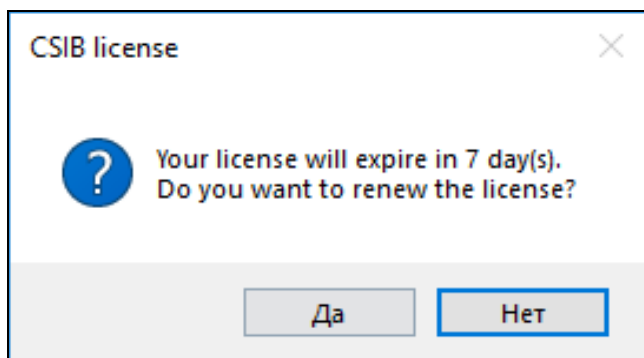 CSIB license
?
Your license will expire in 7 day(s).
Do you want to renew the license?
Да
Нет